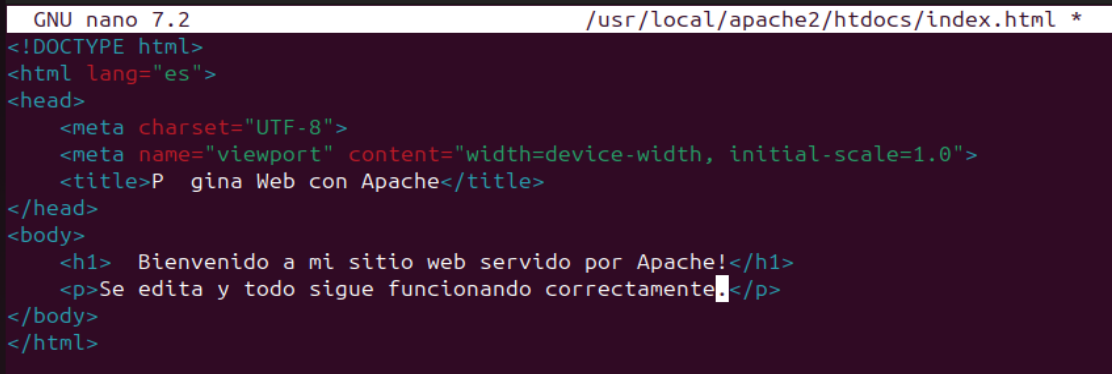 GNU nano 7.2 /usr/local/apache2/htdocs/index.html *
<!DOCTYPE html>
<html lang="es">
<head>
    <meta charset="UTF-8">
    <meta name="viewport" content="width=device-width, initial-scale=1.0">
    <title>P  gina Web con Apache</title>
</head>
<body>
    <h1>  Bienvenido a mi sitio web servido por Apache!</h1>
    <p>Se edita y todo sigue funcionando correctamente.</p>
</body>
</html>